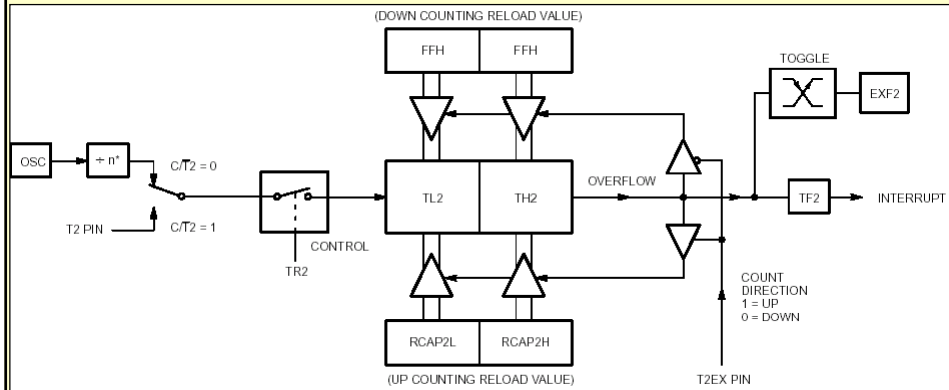 (DOWN COUNTING RELOAD VALUE)
FFH FFH
TOGGLE
EXF2
OSC
÷ n*
C/T2 = 0
TL2 TH2
OVERFLOW
TF2
INTERRUPT
T2 PIN
C/T2 = 1
CONTROL
TR2
COUNT
DIRECTION
1 = UP
0 = DOWN
RCAP2L RCAP2H
(UP COUNTING RELOAD VALUE)
T2EX PIN